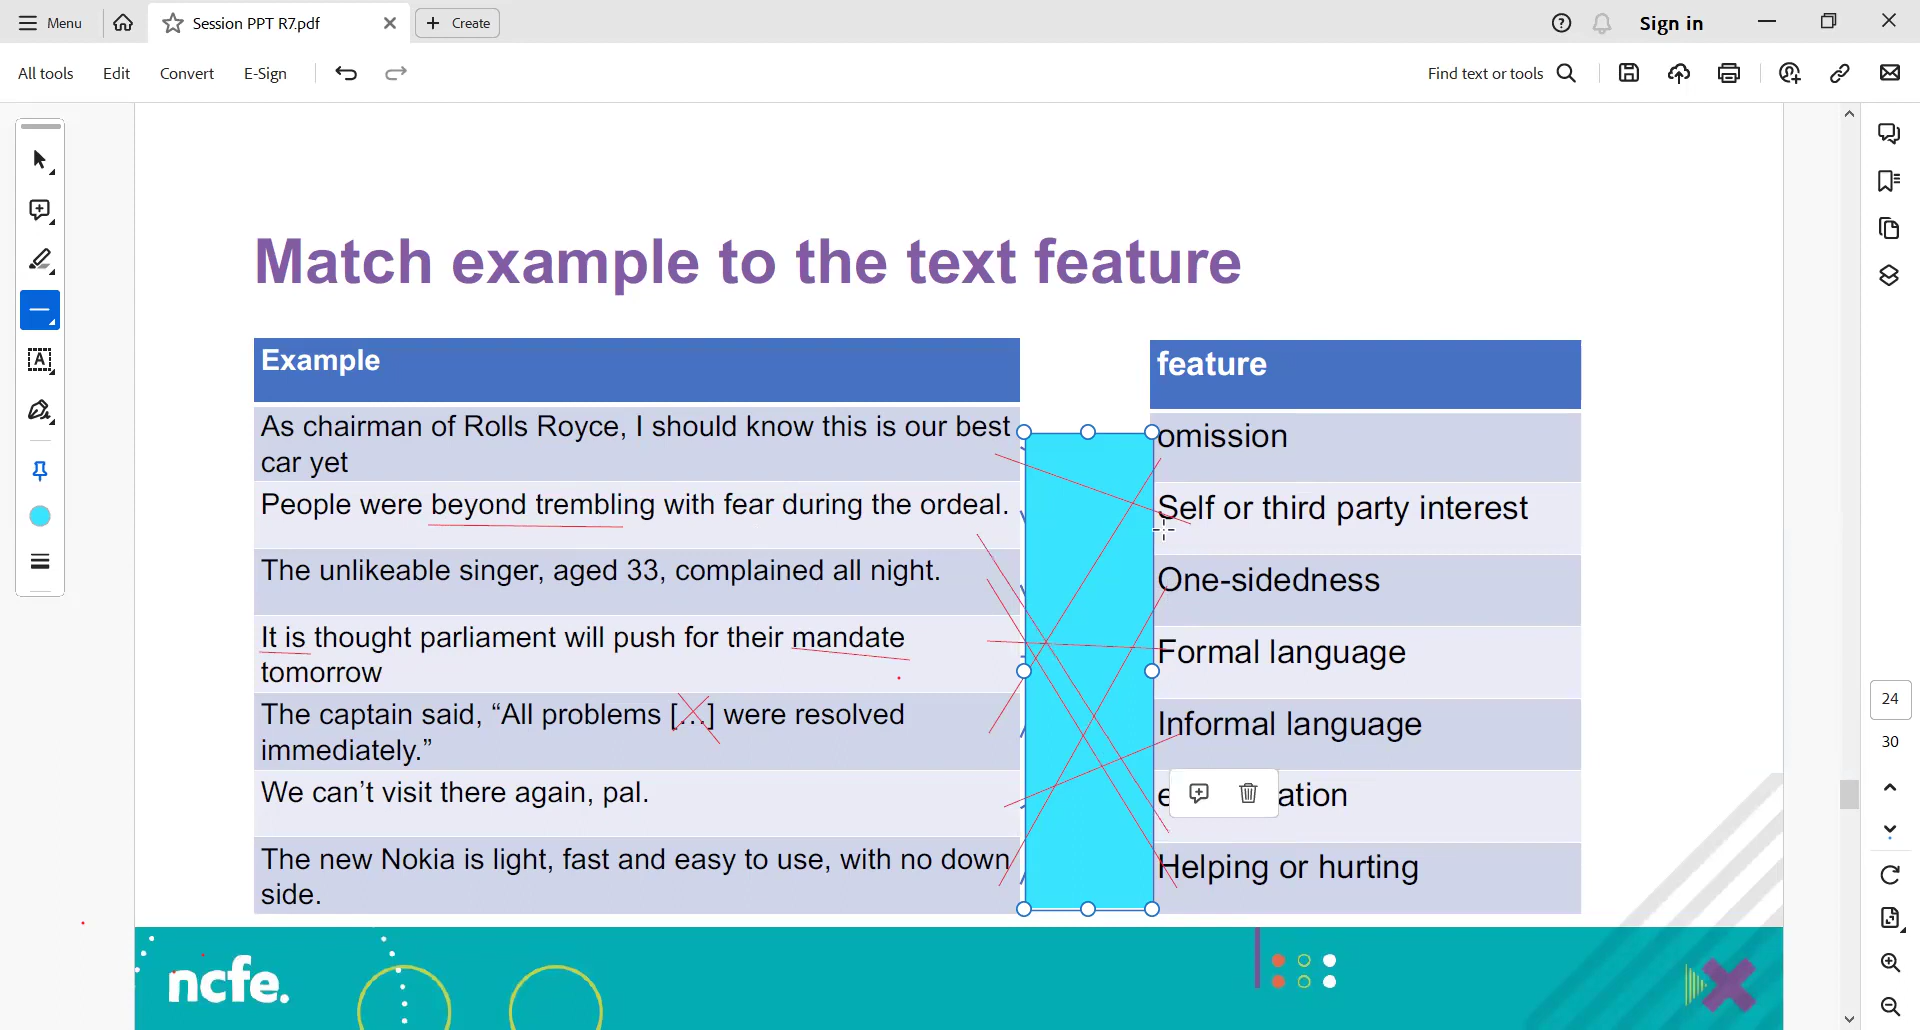 Menu
Session PPT R7.pdf
Create
Sign in
All tools
Edit
Convert
E-Sign
Find text or tools
Match example to the text feature
Example
As chairman of Rolls Royce, I should know this is our best
car yet
People were beyond trembling with fear during the ordeal.
The unlikeable singer, aged 33, complained all night.
It is thought parliament will push for their mandate
tomorrow
The captain said, “All problems […] were resolved
immediately.”
We can’t visit there again, pal.
The new Nokia is light, fast and easy to use, with no down
side.
feature
omission
Self or third party interest
One-sidedness
Formal language
Informal language
Helping or hurting
24
30
ncfe.